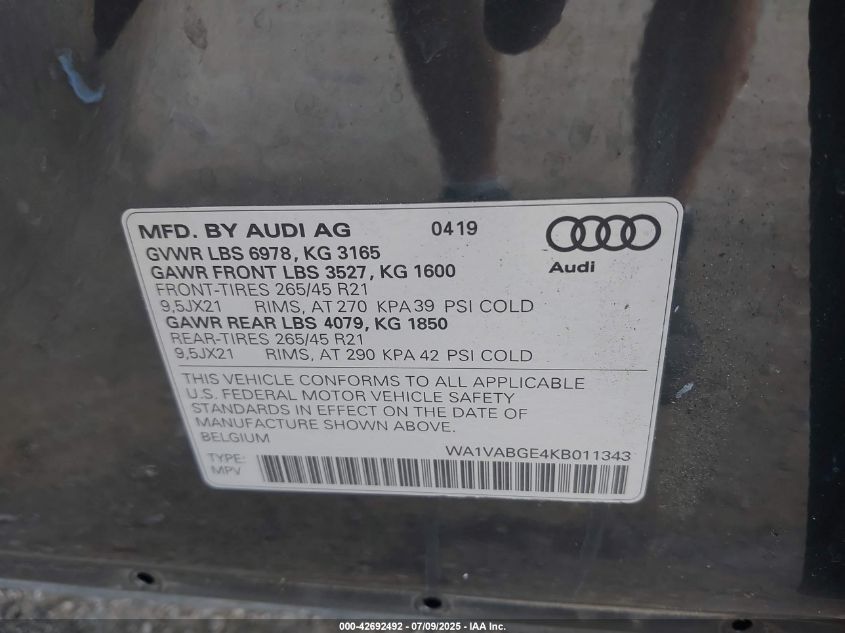 MFD. BY AUDI AG 0419
GVWR LBS 6978, KG 3165
GAWR FRONT LBS 3527, KG 1600
Audi
FRONT-TIRES 265/45 R21
9,5JX21 RIMS, AT 270 KPA 39 PSI COLD
GAWR REAR LBS 4079, KG 1850
REAR-TIRES 265/45 R21
9,5JX21 RIMS, AT 290 KPA 42 PSI COLD
THIS VEHICLE CONFORMS TO ALL APPLICABLE
U.S. FEDERAL MOTOR VEHICLE SAFETY
STANDARDS IN EFFECT ON THE DATE OF
MANUFACTURE SHOWN ABOVE.
BELGIUM
WA1VABGE4KB011343
TYPE:
MPV
000-42692492 - 07/09/2025 - IAA Inc.